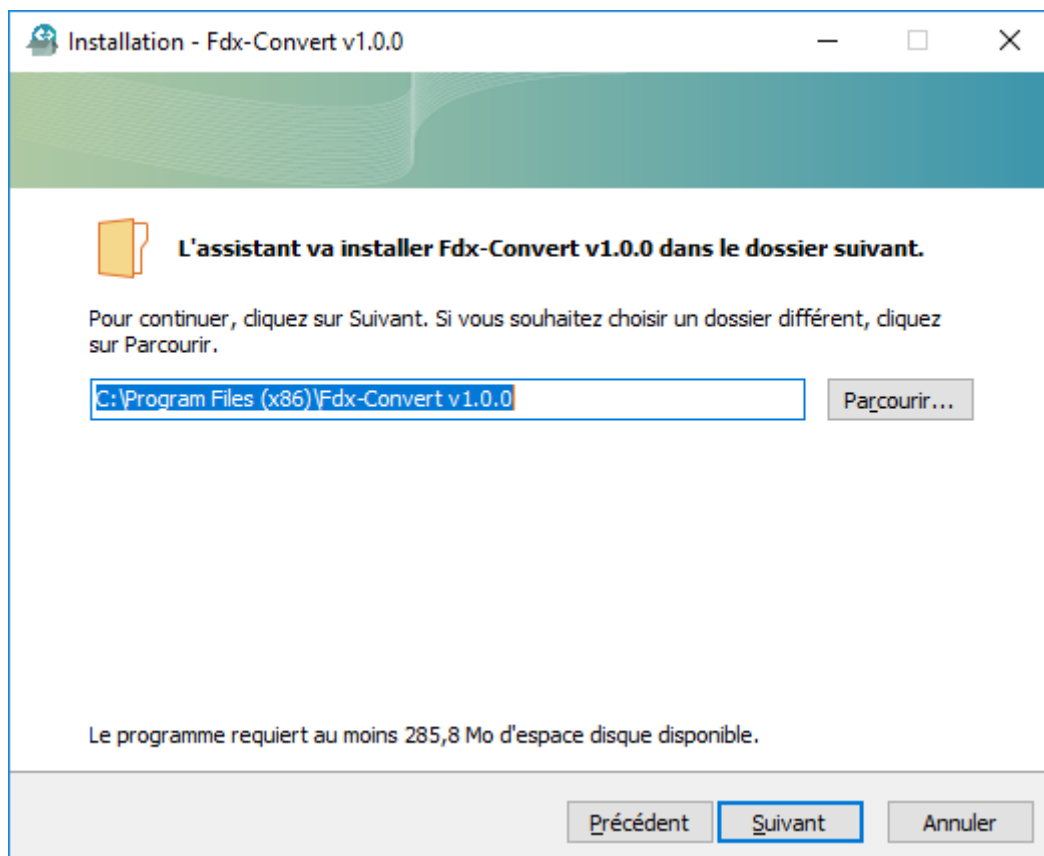 Installation - Fdx-Convert v1.0.0
L'assistant va installer Fdx-Convert v1.0.0 dans le dossier suivant.
Pour continuer, cliquez sur Suivant. Si vous souhaitez choisir un dossier différent, cliquez
sur Parcourir.
C:\Program Files (x86)\Fdx-Convert v1.0.0
Parcourir...
Le programme requiert au moins 285,8 Mo d'espace disque disponible.
Précédent
Suivant
Annuler